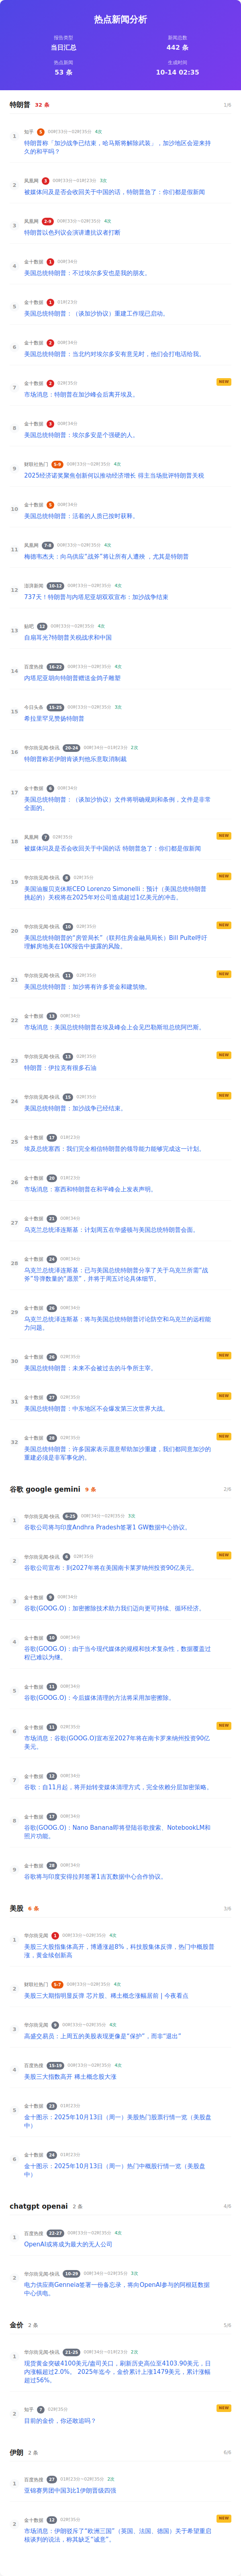 热点新闻分析
报告类型
当日汇总
新闻总数
442 条
热点新闻
53 条
生成时间
10-14 02:35
特朗普 32 条 1/6
1 知乎 5 00时33分~02时35分 4次
特朗普称「加沙战争已结束，哈马斯将解除武装」，加沙地区会迎来持
久的和平吗？
2 凤凰网 3 00时33分~01时23分 3次
被媒体问及是否会收回关于中国的话，特朗普急了：你们都是假新闻
3 凤凰网 2-9 00时33分~02时35分 4次
特朗普以色列议会演讲遭抗议者打断
4 金十数据 1 00时34分
美国总统特朗普：不过埃尔多安也是我的朋友。
5 金十数据 1 01时23分
美国总统特朗普：（谈加沙协议）重建工作现已启动。
6 金十数据 2 00时34分
美国总统特朗普：当北约对埃尔多安有意见时，他们会打电话给我。
7 金十数据 2 02时35分 NEW
市场消息：特朗普在加沙峰会后离开埃及。
8 金十数据 3 00时34分
美国总统特朗普：埃尔多安是个强硬的人。
9 财联社热门 5-9 00时33分~02时35分 4次
2025经济诺奖聚焦创新何以推动经济增长 得主当场批评特朗普关税
10 金十数据 5 00时34分
美国总统特朗普：活着的人质已按时获释。
11 凤凰网 7-8 00时33分~02时35分 4次
梅德韦杰夫：向乌供应“战斧”将让所有人遭殃 ，尤其是特朗普
12 澎湃新闻 10-12 00时33分~02时35分 4次
737天！特朗普与内塔尼亚胡双双宣布：加沙战争结束
13 贴吧 12 00时33分~02时35分 4次
自扇耳光?特朗普关税战求和中国
14 百度热搜 16-22 00时33分~02时35分 4次
内塔尼亚胡向特朗普赠送金鸽子雕塑
15 今日头条 15-25 00时33分~02时35分 3次
希拉里罕见赞扬特朗普
16 华尔街见闻-快讯 20-24 00时34分~01时23分 2次
特朗普称若伊朗肯谈判他乐意取消制裁
17 金十数据 6 00时34分
美国总统特朗普：（谈加沙协议）文件将明确规则和条例，文件是非常
全面的。
18 凤凰网 7 02时35分 NEW
被媒体问及是否会收回关于中国的话 特朗普急了：你们都是假新闻
19 华尔街见闻-快讯 8 02时35分 NEW
美国油服贝克休斯CEO Lorenzo Simonelli：预计（美国总统特朗普
挑起的）关税将在2025年对公司造成超过1亿美元的冲击。
20 华尔街见闻-快讯 10 02时35分 NEW
美国总统特朗普的“房管局长”（联邦住房金融局局长）Bill Pulte呼吁
理解房地美在10K报告中披露的风险。
21 华尔街见闻-快讯 11 02时35分 NEW
美国总统特朗普：加沙将有许多资金和建筑物。
22 金十数据 13 00时34分
市场消息：美国总统特朗普在埃及峰会上会见巴勒斯坦总统阿巴斯。
23 华尔街见闻-快讯 13 02时35分 NEW
特朗普：伊拉克有很多石油
24 华尔街见闻-快讯 15 02时35分 NEW
美国总统特朗普：加沙战争已经结束。
25 金十数据 17 01时23分
埃及总统塞西：我们完全相信特朗普的领导能力能够完成这一计划。
26 金十数据 20 01时23分
市场消息：塞西和特朗普在和平峰会上发表声明。
27 金十数据 21 00时34分
乌克兰总统泽连斯基：计划周五在华盛顿与美国总统特朗普会面。
28 金十数据 24 00时34分
乌克兰总统泽连斯基：已与美国总统特朗普分享了关于乌克兰所需“战
斧”导弹数量的“愿景”，并将于周五讨论具体细节。
29 金十数据 26 00时34分
乌克兰总统泽连斯基：将与美国总统特朗普讨论防空和乌克兰的远程能
力问题。
30 金十数据 26 02时35分 NEW
美国总统特朗普：未来不会被过去的斗争所主宰。
31 金十数据 27 02时35分 NEW
美国总统特朗普：中东地区不会爆发第三次世界大战。
32 金十数据 28 02时35分 NEW
美国总统特朗普：许多国家表示愿意帮助加沙重建，我们都同意加沙的
重建必须是非军事化的。
谷歌 google gemini 9 条 2/6
1 华尔街见闻-快讯 6-25 00时34分~02时35分 3次
谷歌公司将与印度Andhra Pradesh签署1 GW数据中心协议。
2 华尔街见闻-快讯 8 02时35分 NEW
谷歌公司宣布：到2027年将在美国南卡莱罗纳州投资90亿美元。
3 金十数据 9 00时34分
谷歌(GOOG.O)：加密擦除技术助力我们迈向更可持续、循环经济。
4 金十数据 10 00时34分
谷歌(GOOG.O)：由于当今现代媒体的规模和技术复杂性，数据覆盖过
程已难以为继。
5 金十数据 11 00时34分
谷歌(GOOG.O)：今后媒体清理的方法将采用加密擦除。
6 金十数据 11 02时35分 NEW
市场消息：谷歌(GOOG.O)宣布至2027年将在南卡罗来纳州投资90亿
美元。
7 金十数据 12 00时34分
谷歌：自11月起，将开始转变媒体清理方式，完全依赖分层加密策略。
8 金十数据 17 00时34分
谷歌(GOOG.O)：Nano Banana即将登陆谷歌搜索、NotebookLM和
照片功能。
9 金十数据 28 00时34分
谷歌将与印度安得拉邦签署1吉瓦数据中心合作协议。
美股 6 条 3/6
1 华尔街见闻 1 00时33分~02时35分 4次
美股三大股指集体高开，博通涨超8%，科技股集体反弹，热门中概股普
涨，黄金续创新高
2 财联社热门 6-7 00时33分~02时35分 4次
美股三大期指明显反弹 芯片股、稀土概念涨幅居前 | 今夜看点
3 华尔街见闻 9 00时33分~02时35分 4次
高盛交易员：上周五的美股表现更像是“保护”，而非“退出”
4 百度热搜 15-19 00时33分~02时35分 4次
美股三大指数高开 稀土概念股大涨
5 金十数据 23 01时23分
金十图示：2025年10月13日（周一）美股热门股票行情一览（美股盘
中）
6 金十数据 24 01时23分
金十图示：2025年10月13日（周一）热门中概股行情一览（美股盘
中）
chatgpt openai 2 条 4/6
1 百度热搜 22-27 00时33分~02时35分 4次
OpenAI或将成为最大的无人公司
2 华尔街见闻-快讯 10-29 00时34分~02时35分 3次
电力供应商Genneia签署一份备忘录，将向OpenAI参与的阿根廷数据
中心供电。
金价 2 条 5/6
1 华尔街见闻-快讯 21-25 00时34分~01时23分 2次
现货黄金突破4100美元/盎司关口，刷新历史高位至4103.90美元，日
内涨幅超过2.0%。 2025年迄今，金价累计上涨1479美元，累计涨幅
超过56%。
2 知乎 7 02时35分 NEW
目前的金价，你还敢追吗？
伊朗 2 条 6/6
1 百度热搜 27 01时23分~02时35分 2次
亚锦赛男团中国3比1伊朗晋级四强
2 金十数据 22 02时35分 NEW
市场消息：伊朗驳斥了“欧洲三国”（英国、法国、德国）关于希望重启
核谈判的说法，称其缺乏“诚意”。